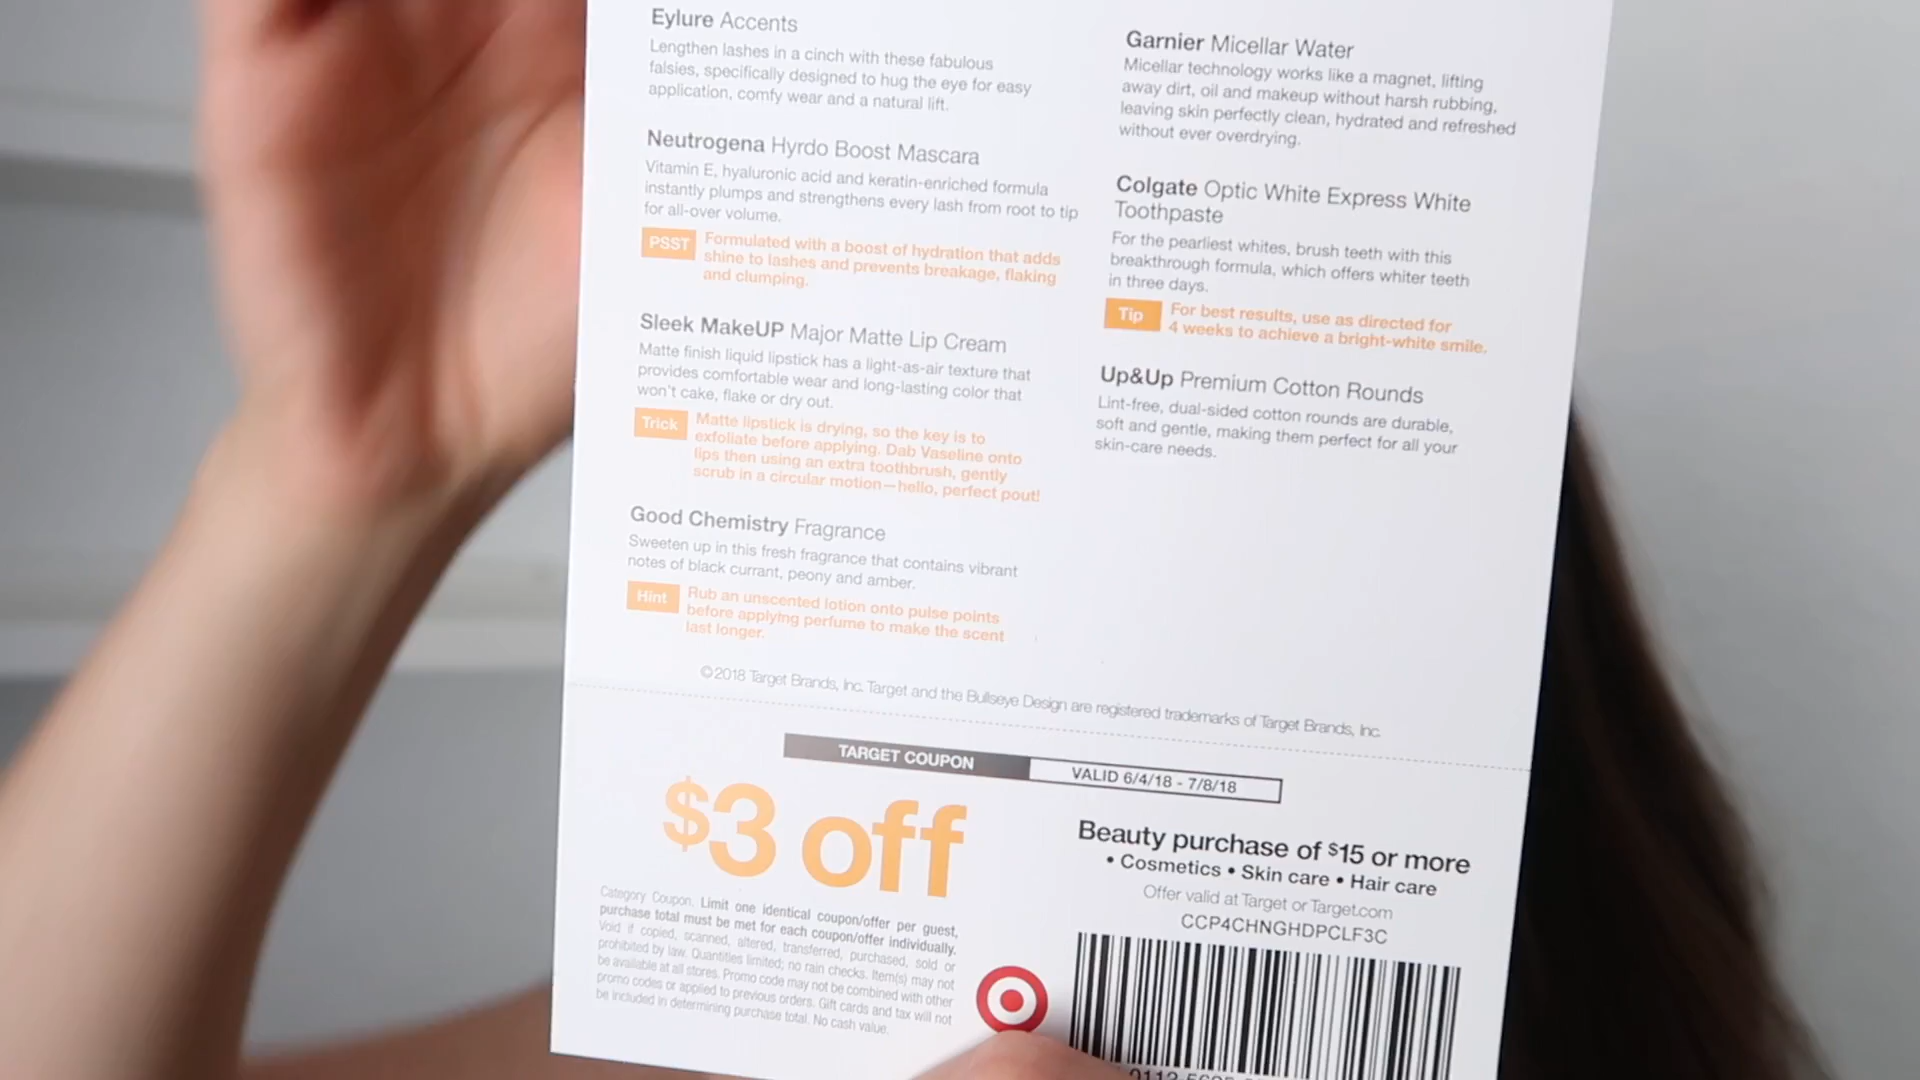 Eylure Accents
Lengthen lashes in a cinch with these fabulous
falsies, specifically designed to hug the eye for easy
application, comfy wear and a natural lift.
Neutrogena Hyrdo Boost Mascara
Vitamin E, hyaluronic acid and keratin-enriched formula
instantly plumps and strengthens every lash from root to tip
for all-over volume.
PSST Formulated with a boost of hydration that adds
shine to lashes and prevents breakage, flaking
and clumping.
Sleek MakeUP Major Matte Lip Cream
Matte finish liquid lipstick has a light-as-air texture that
provides comfortable wear and long-lasting color that
won't cake, flake or dry out.
Trick Matte lipstick is drying, so the key is to
exfoliate before applying. Dab Vaseline onto
lips then using an extra toothbrush, gently
scrub in a circular motion—hello, perfect pout!
Good Chemistry Fragrance
Sweeten up in this fresh fragrance that contains vibrant
notes of black currant, peony and amber.
Hint Rub an unscented lotion onto pulse points
before applying perfume to make the scent
last longer.
Garnier Micellar Water
Micellar technology works like a magnet, lifting
away dirt, oil and makeup without harsh rubbing,
leaving skin perfectly clean, hydrated and refreshed
without ever overdrying.
Colgate Optic White Express White
Toothpaste
For the pearliest whites, brush teeth with this
breakthrough formula, which offers whiter teeth
in three days.
Tip For best results, use as directed for
4 weeks to achieve a bright-white smile.
Up&Up Premium Cotton Rounds
Lint-free, dual-sided cotton rounds are durable,
soft and gentle, making them perfect for all your
skin-care needs.
©2018 Target Brands, Inc. Target and the Bullseye Design are registered trademarks of Target Brands, Inc.
TARGET COUPON VALID 6/4/18 - 7/8/18
$3 off
Category Coupon. Limit one identical coupon/offer per guest,
purchase total must be met for each coupon/offer individually.
Void if copied, scanned, altered, transferred, purchased, sold or
prohibited by law. Quantities limited; no rain checks. Item(s) may not
be available at all stores. Promo code may not be combined with other
promo codes or applied to previous orders. Gift cards and tax will not
be included in determining purchase total. No cash value.
Beauty purchase of $15 or more
• Cosmetics • Skin care • Hair care
Offer valid at Target or Target.com
CCP4CHNGHDPCLF3C